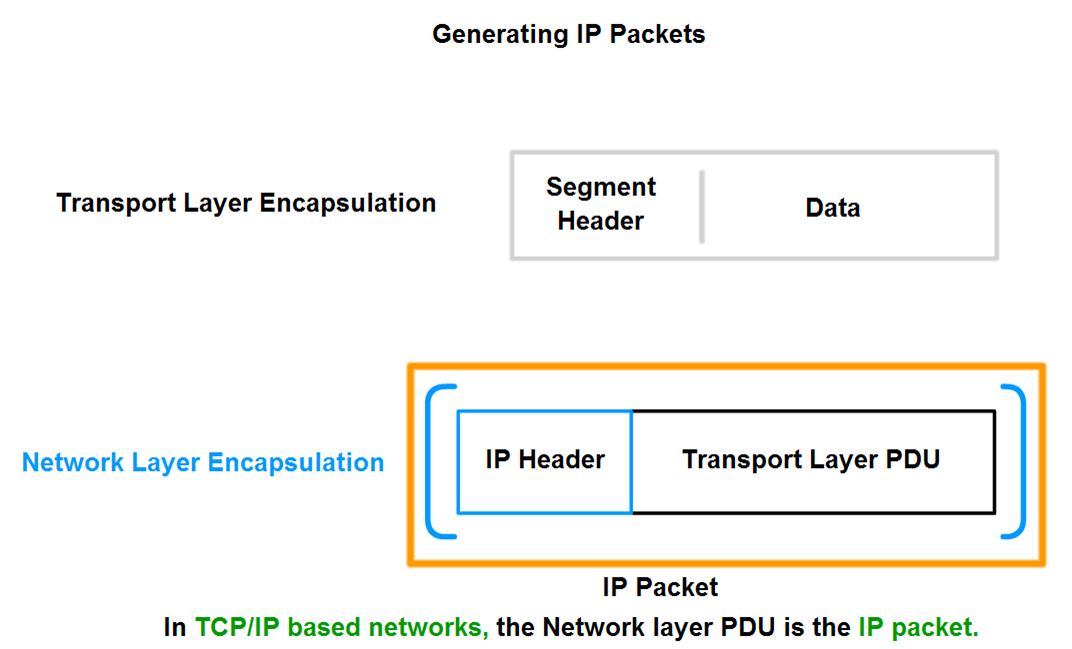 Generating IP Packets
Transport Layer Encapsulation
Segment
Header
Data
Network Layer Encapsulation
IP Header
Transport Layer PDU
IP Packet
In TCP/IP based networks, the Network layer PDU is the IP packet.